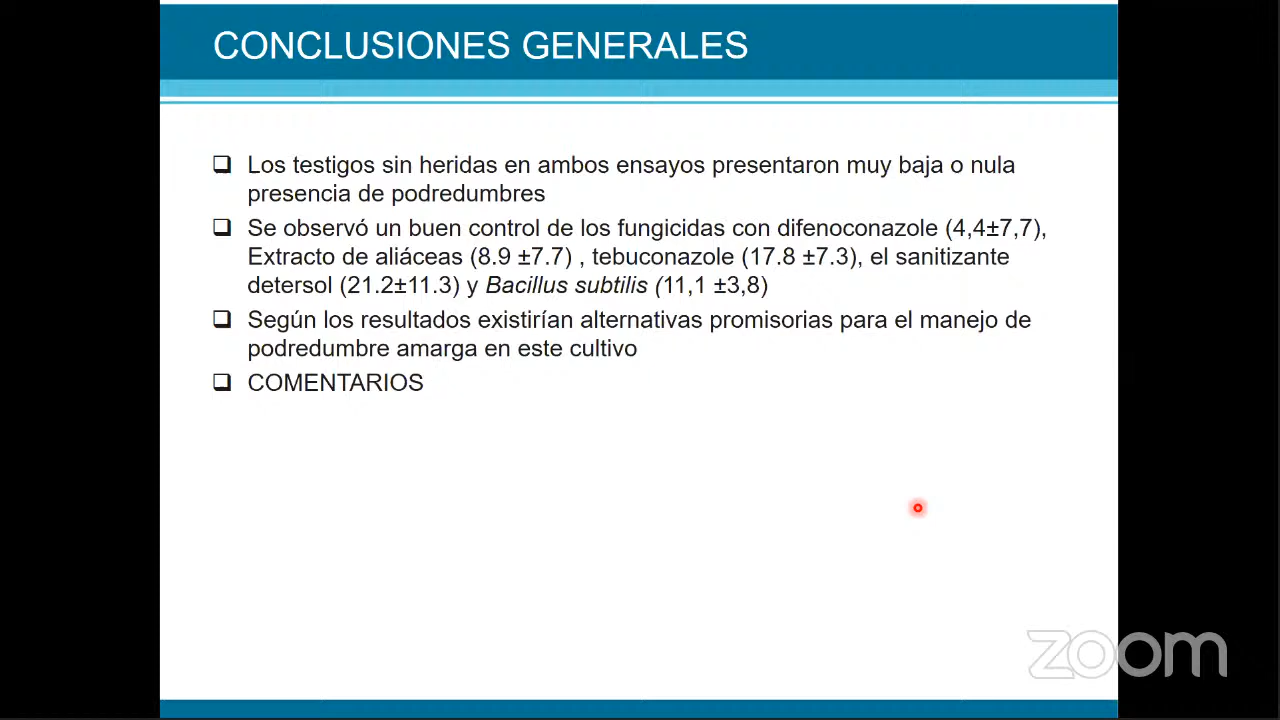 CONCLUSIONES GENERALES
❑ Los testigos sin heridas en ambos ensayos presentaron muy baja o nula
presencia de podredumbres
❑ Se observó un buen control de los fungicidas con difenoconazole (4,4±7,7),
Extracto de aliáceas (8.9 ±7.7) , tebuconazole (17.8 ±7.3), el sanitizante
detersol (21.2±11.3) y Bacillus subtilis (11,1 ±3,8)
❑ Según los resultados existirían alternativas promisorias para el manejo de
podredumbre amarga en este cultivo
❑ COMENTARIOS
zoom